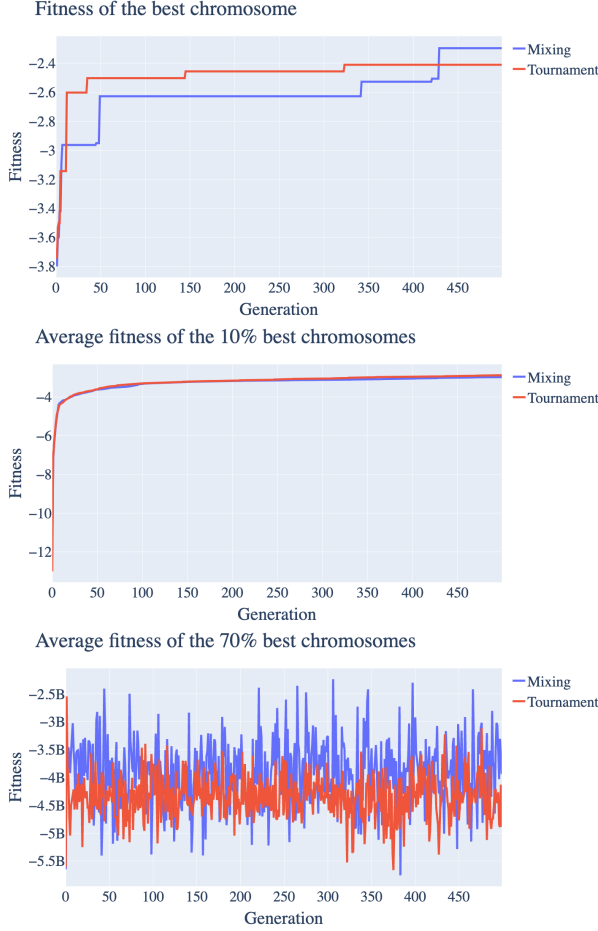 Fitness of the best chromosome
−2.4
−2.6
−2.8
−3
−3.2
−3.4
−3.6
−3.8
Fitness
0 50 100 150 200 250 300 350 400 450
Generation
Mixing
Tournament
Average fitness of the 10% best chromosomes
−4
−6
−8
−10
−12
Fitness
0 50 100 150 200 250 300 350 400 450
Generation
Mixing
Tournament
Average fitness of the 70% best chromosomes
−2.5B
−3B
−3.5B
−4B
−4.5B
−5B
−5.5B
Fitness
0 50 100 150 200 250 300 350 400 450
Generation
Mixing
Tournament